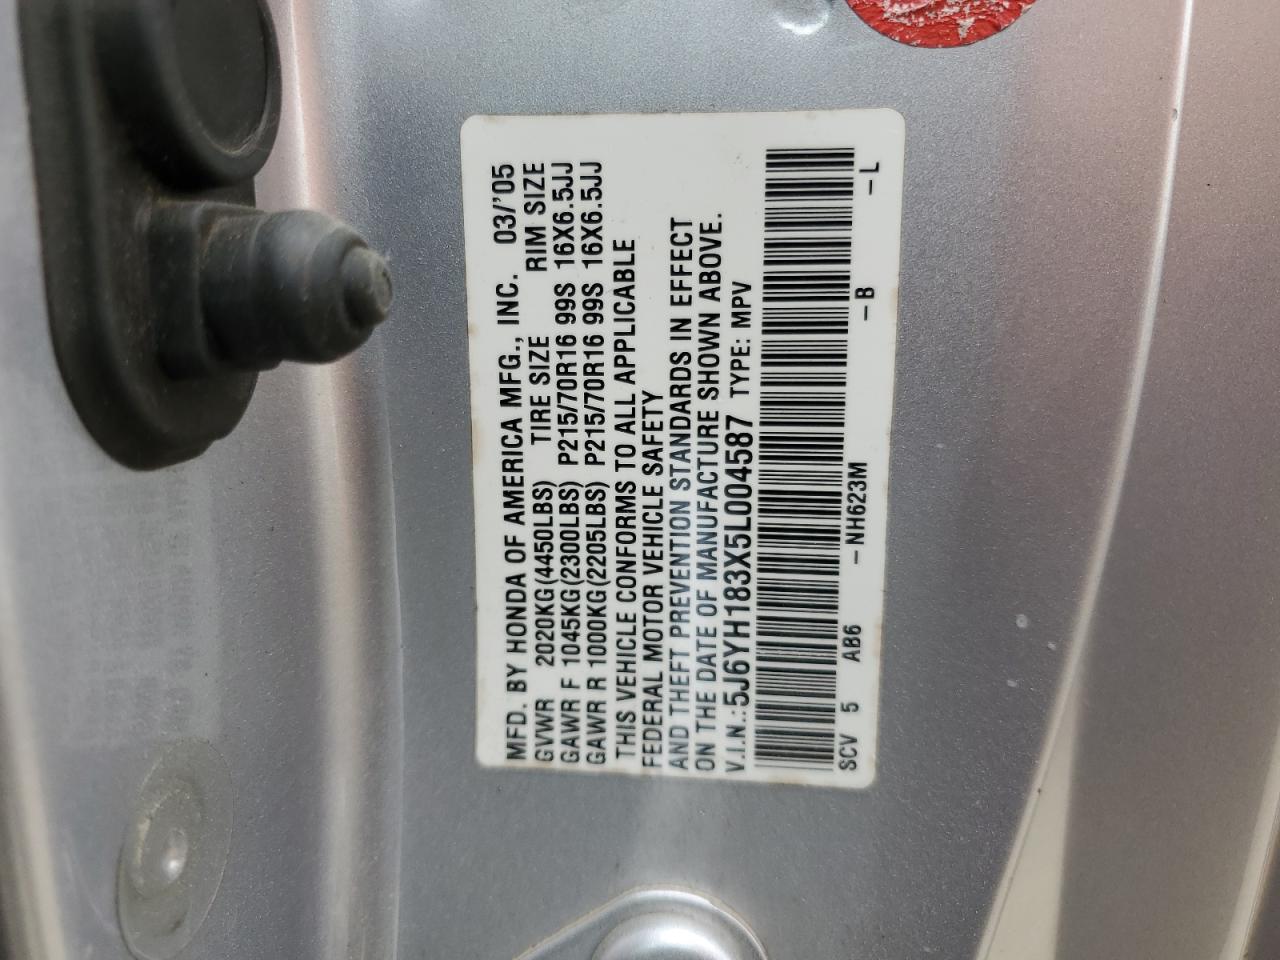 MFD. BY HONDA OF AMERICA MFG., INC. 03/'05
GVWR 2020KG(4450LBS) TIRE SIZE RIM SIZE
GAWR F 1045KG(2300LBS) P215/70R16 99S 16X6.5JJ
GAWR R 1000KG(2205LBS) P215/70R16 99S 16X6.5JJ
THIS VEHICLE CONFORMS TO ALL APPLICABLE
FEDERAL MOTOR VEHICLE SAFETY
AND THEFT PREVENTION STANDARDS IN EFFECT
ON THE DATE OF MANUFACTURE SHOWN ABOVE.
V.I.N.:5J6YH183X5L004587 TYPE: MPV
SCV 5 AB6 –NH623M –B –L